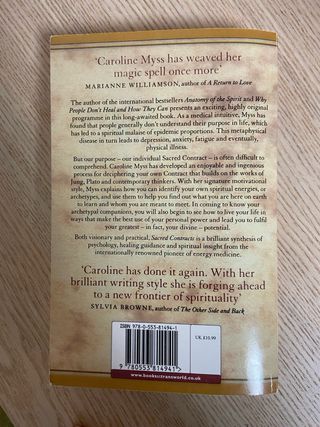 'Caroline Myss has weaved her
magic spell once more'
MARIANNE WILLIAMSON, author of A Return to Love
The author of the international bestsellers Anatomy of the Spirit and Why
People Don't Heal and How They Can presents an exciting, highly original
programme in this long-awaited book. As a medical intuitive, Myss has
found that people generally don't understand their purpose in life, which
has led to a spiritual malaise of epidemic proportions. This metaphysical
disease in turn leads to depression, anxiety, fatigue and eventually,
physical illness.
But our purpose – our individual Sacred Contract – is often difficult to
comprehend. Caroline Myss has developed an enjoyable and ingenious
process for deciphering your own Contract that builds on the works of
Jung, Plato and contemporary thinkers. With her signature motivational
style, Myss explains how you can identify your own spiritual energies, or
archetypes, and use them to help you find out what you are here on earth
to learn and whom you are meant to meet. In coming to know your
archetypal companions, you will also begin to see how to live your life in
ways that make the best use of your personal power and lead you to fulfil
your greatest – in fact, your divine – potential.
Both visionary and practical, Sacred Contracts is a brilliant synthesis of
psychology, healing guidance and spiritual insight from the
internationally renowned pioneer of energy medicine.
'Caroline has done it again. With her
brilliant writing style she is forging ahead
to a new frontier of spirituality'
SYLVIA BROWNE, author of The Other Side and Back
ISBN 978-0-553-81494-1
9 780553 814941
UK £10.99
www.booksattransworld.co.uk